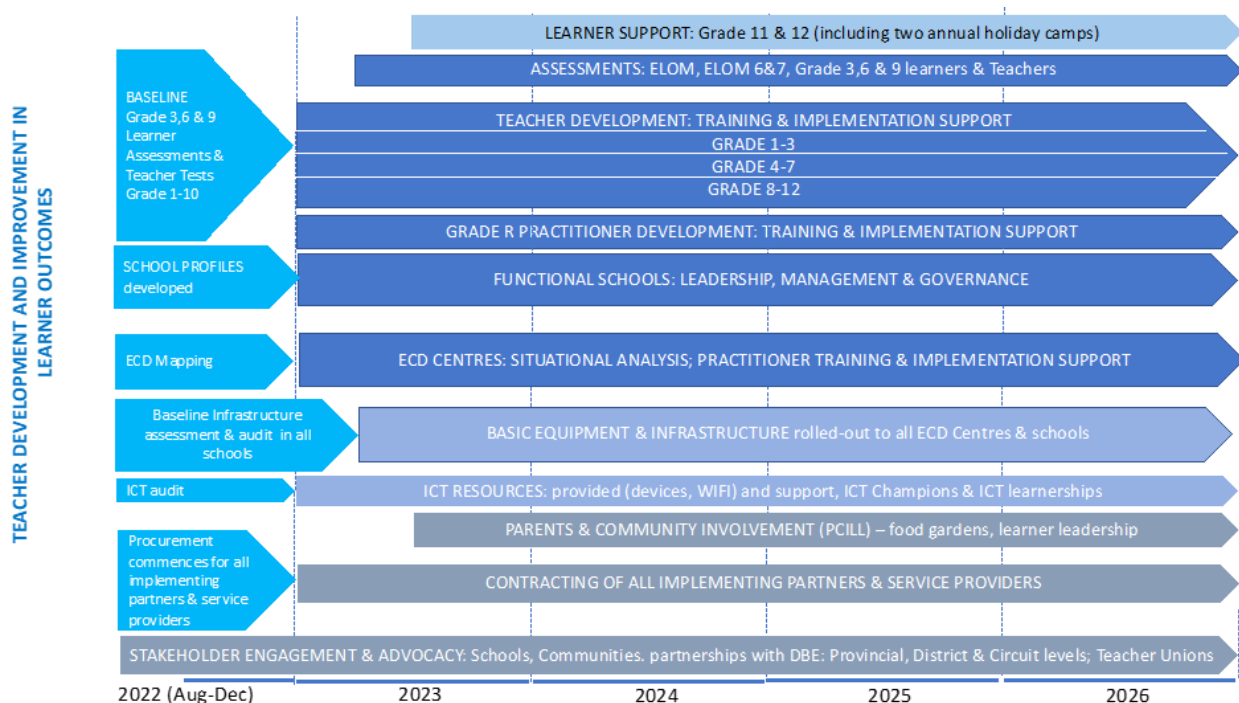 TEACHER DEVELOPMENT AND IMPROVEMENT IN
LEARNER OUTCOMES
LEARNER SUPPORT: Grade 11 & 12 (including two annual holiday camps)
ASSESSMENTS: ELOM, ELOM 6&7, Grade 3,6 & 9 learners & Teachers
BASELINE
Grade 3,6 & 9
Learner
Assessments &
Teacher Tests
Grade 1-10
TEACHER DEVELOPMENT: TRAINING & IMPLEMENTATION SUPPORT
GRADE 1-3
GRADE 4-7
GRADE 8-12
GRADE R PRACTITIONER DEVELOPMENT: TRAINING & IMPLEMENTATION SUPPORT
SCHOOL PROFILES
developed
FUNCTIONAL SCHOOLS: LEADERSHIP, MANAGEMENT & GOVERNANCE
ECD Mapping
ECD CENTRES: SITUATIONAL ANALYSIS; PRACTITIONER TRAINING & IMPLEMENTATION SUPPORT
Baseline Infrastructure
assessment & audit in all
schools
BASIC EQUIPMENT & INFRASTRUCTURE rolled-out to all ECD Centres & schools
ICT audit
ICT RESOURCES: provided (devices, WIFI) and support, ICT Champions & ICT learnerships
PARENTS & COMMUNITY INVOLVEMENT (PCILL) – food gardens, learner leadership
Procurement
commences for all
implementing
partners & service
providers
CONTRACTING OF ALL IMPLEMENTING PARTNERS & SERVICE PROVIDERS
STAKEHOLDER ENGAGEMENT & ADVOCACY: Schools, Communities. partnerships with DBE: Provincial, District & Circuit levels; Teacher Unions
2022 (Aug-Dec)
2023
2024
2025
2026